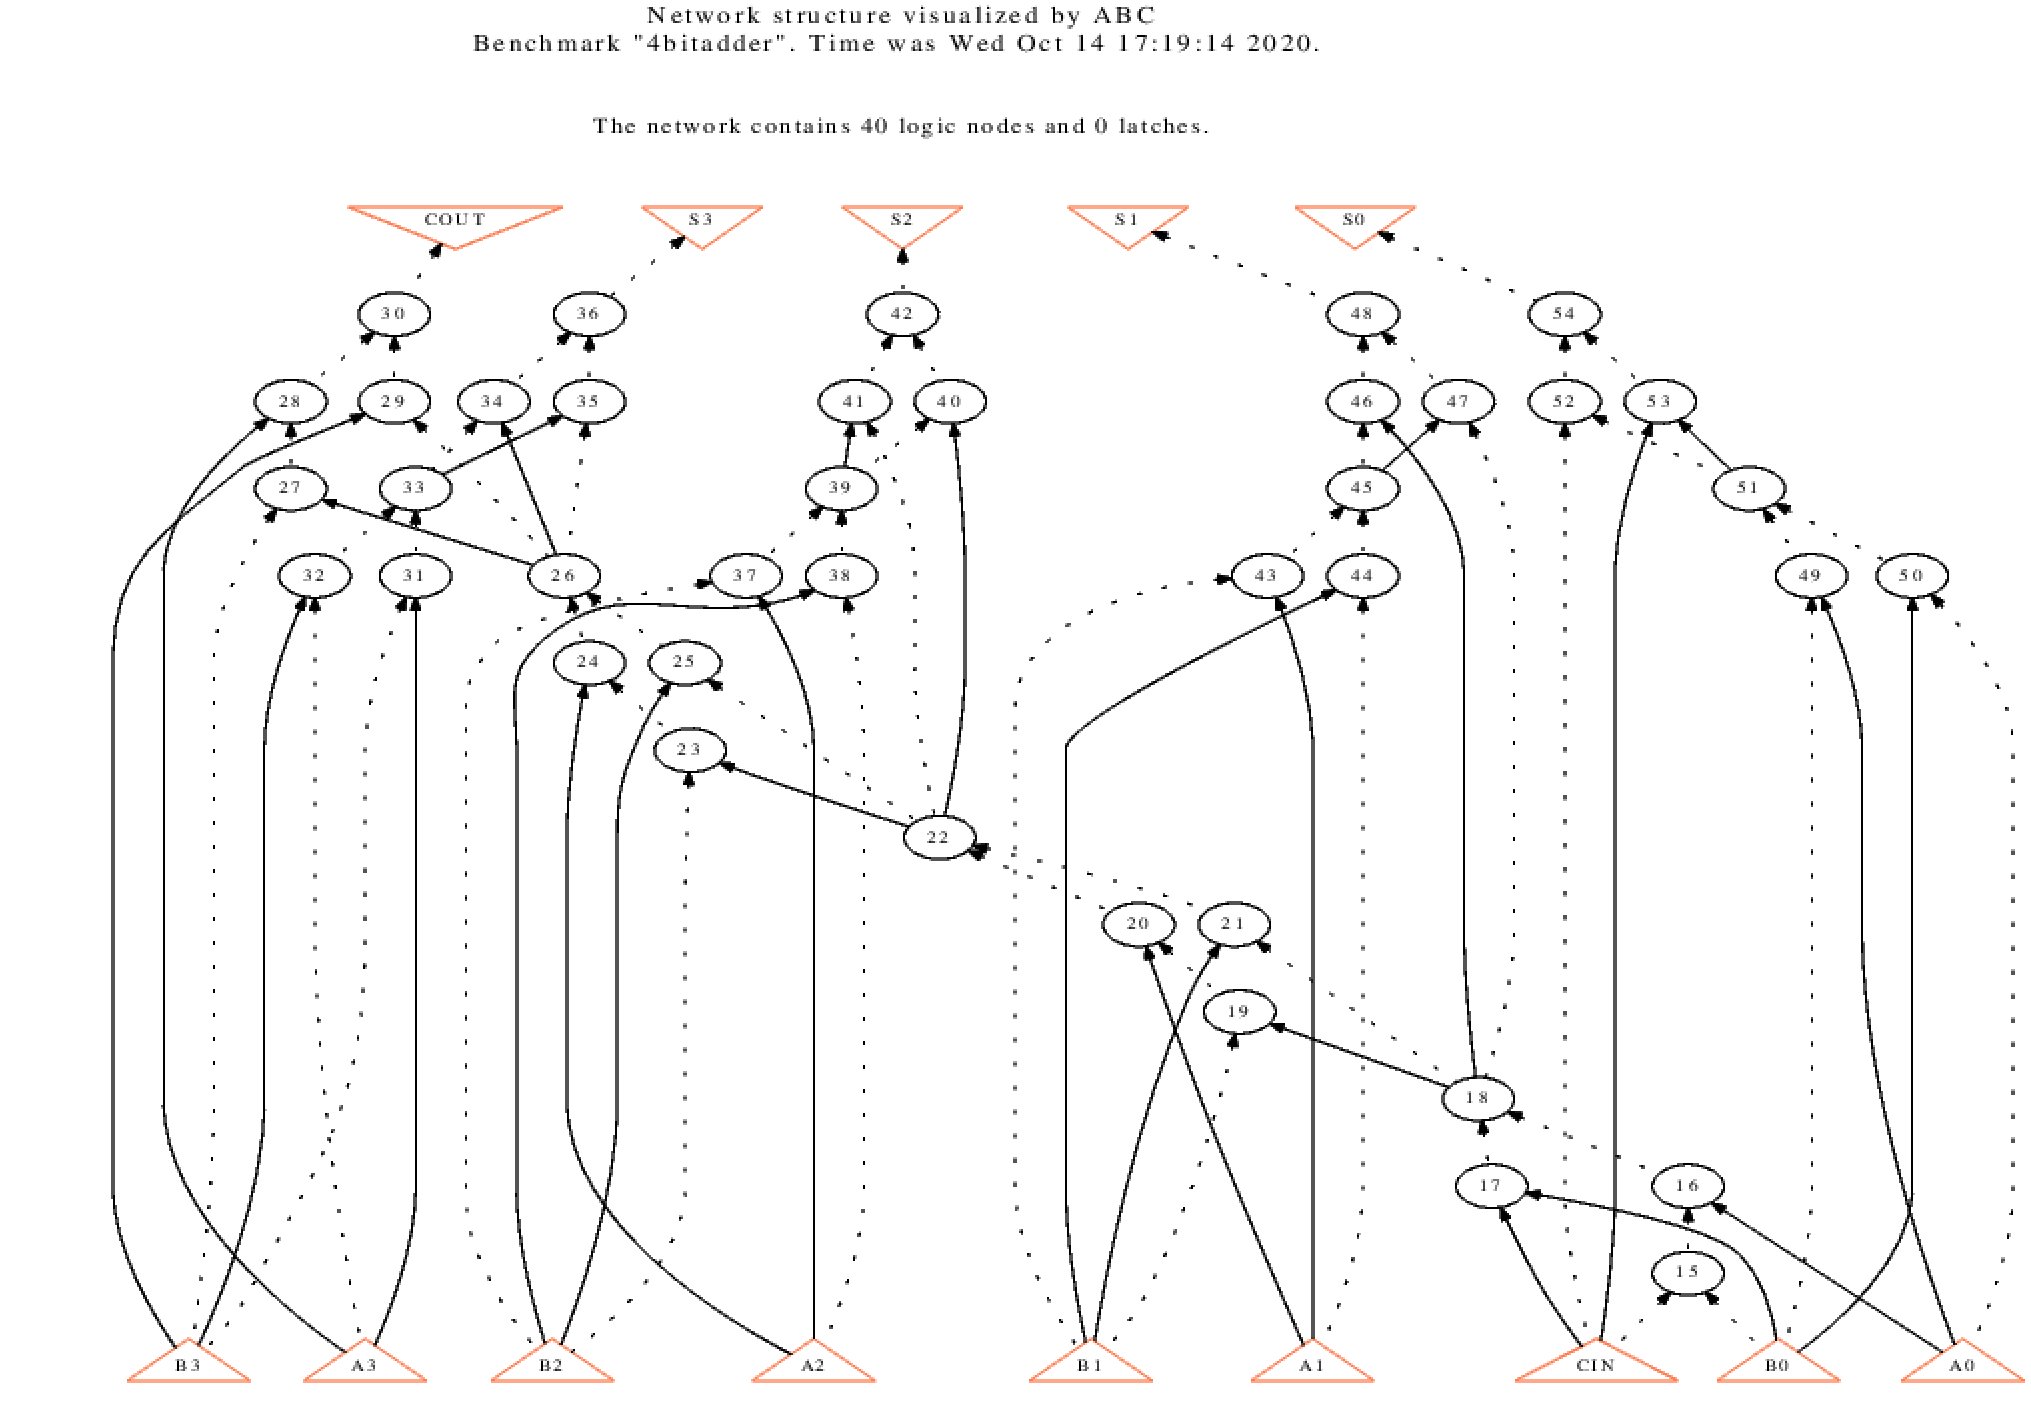 Network structure visualized by ABC
Benchmark "4bitadder". Time was Wed Oct 14 17:19:14 2020.
The network contains 40 logic nodes and 0 latches.
COUT S3 S2 S1 S0
30 36 42 48 54
28 29 34 35 41 40 46 47 52 53
27 33 39 45 51
32 31 26 37 38 43 44 49 50
24 25
23
22
20 21
19
18
17 16
15
B3 A3 B2 A2 B1 A1 CIN B0 A0